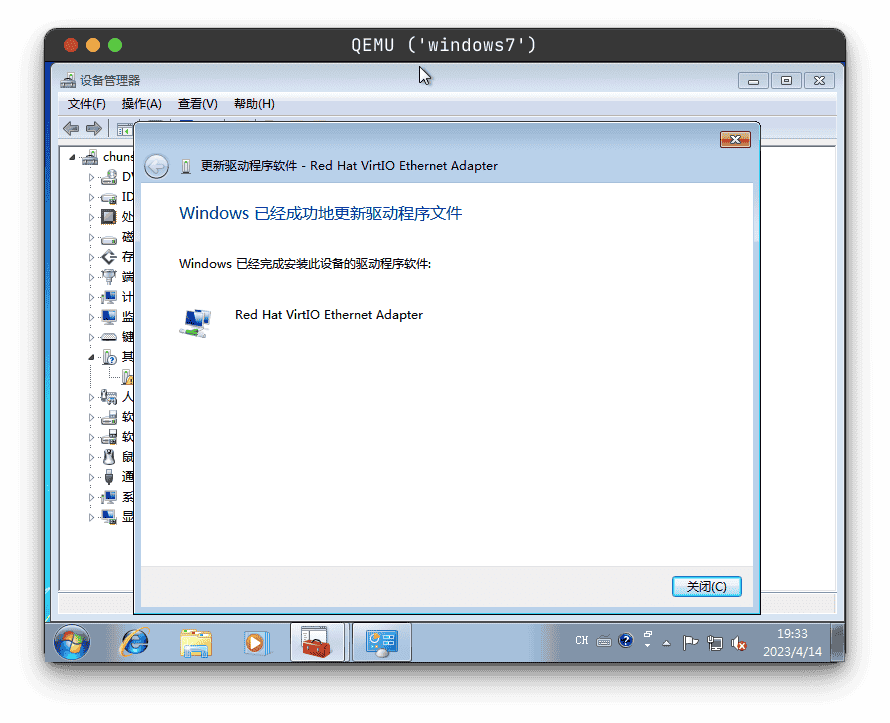 QEMU ('windows7')
设备管理器
文件(F) 操作(A) 查看(V) 帮助(H)
更新驱动程序软件 - Red Hat VirtIO Ethernet Adapter
chuns
DV
ID
处
磁
存
端
计
监
键
其
人
软
软
鼠
通
系
显
Windows 已经成功地更新驱动程序文件
Windows 已经完成安装此设备的驱动程序软件:
Red Hat VirtIO Ethernet Adapter
关闭(C)
CH
19:33
2023/4/14